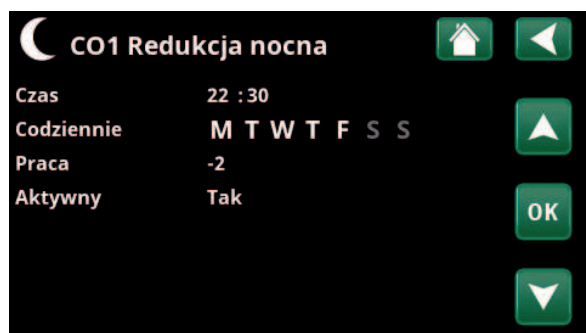 CO1 Redukcja nocna
Czas 22 :30
Codziennie M T W T F S S
Praca -2
Aktywny Tak
OK